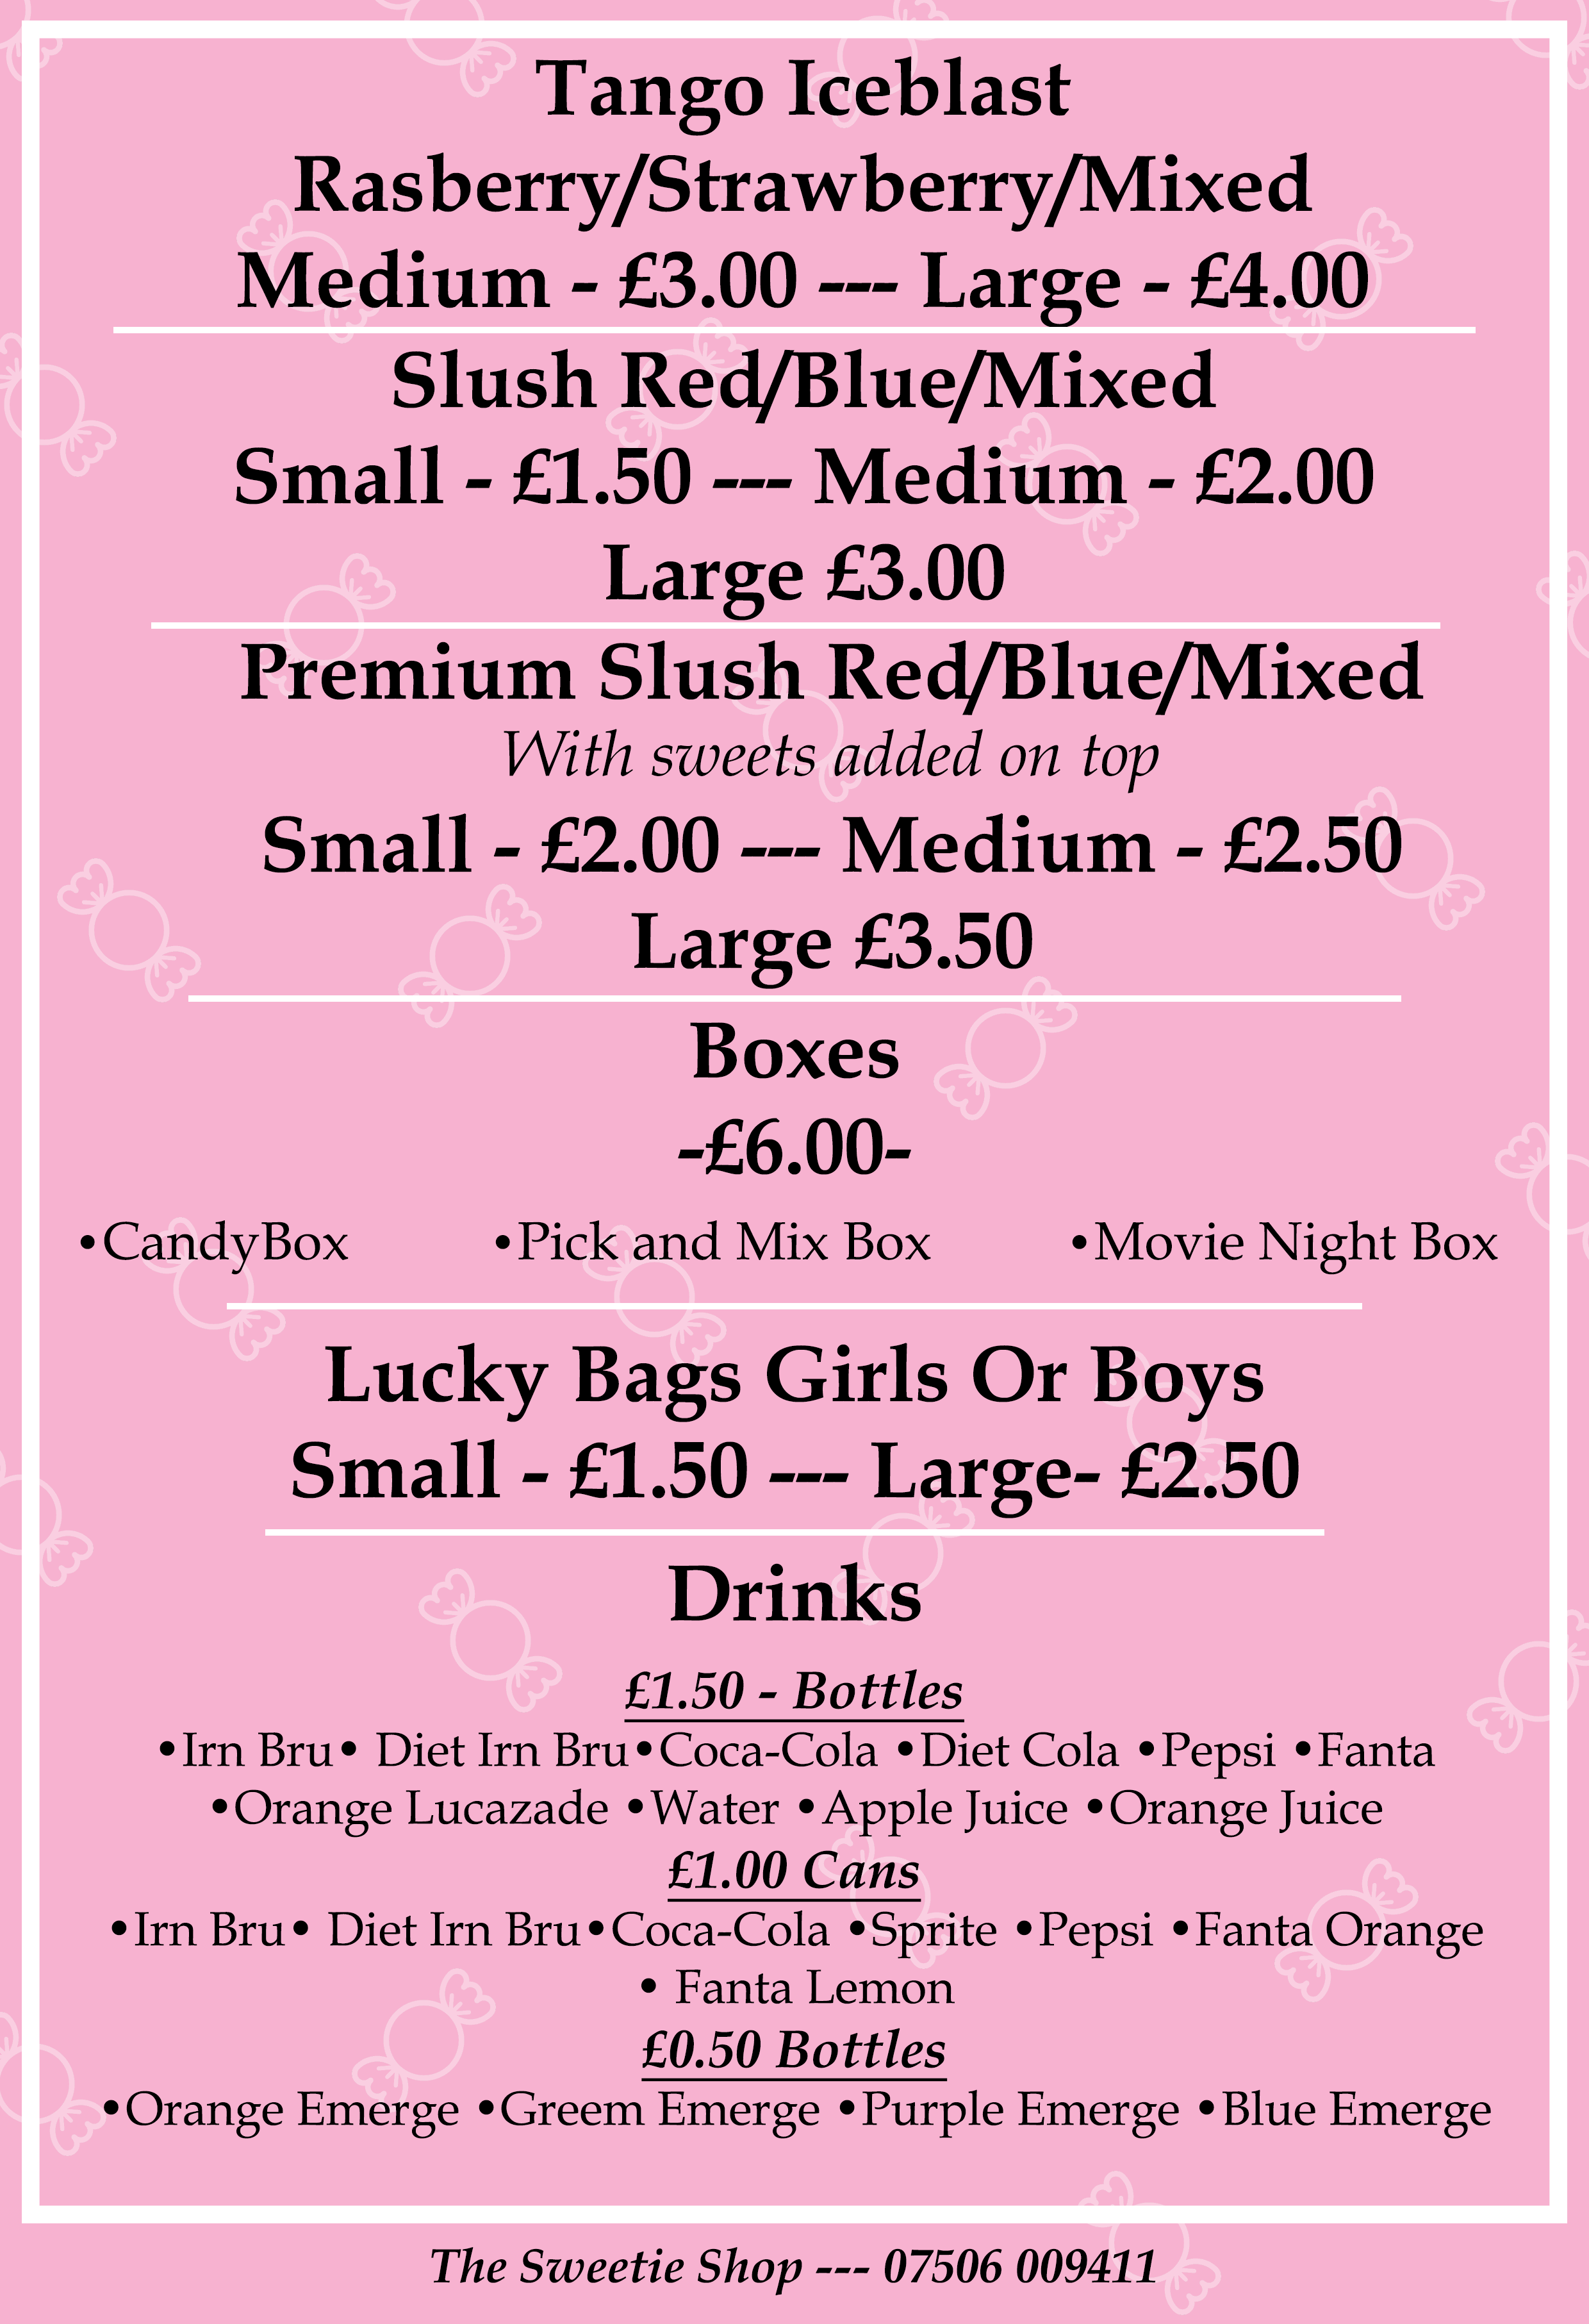 Tango Iceblast
Rasberry/Strawberry/Mixed
Medium - £3.00 --- Large - £4.00
Slush Red/Blue/Mixed
Small - £1.50 --- Medium - £2.00
Large £3.00
Premium Slush Red/Blue/Mixed
With sweets added on top
Small - £2.00 --- Medium - £2.50
Large £3.50
Boxes
-£6.00-
•CandyBox •Pick and Mix Box •Movie Night Box
Lucky Bags Girls Or Boys
Small - £1.50 --- Large- £2.50
Drinks
£1.50 - Bottles
•Irn Bru• Diet Irn Bru•Coca-Cola •Diet Cola •Pepsi •Fanta
•Orange Lucazade •Water •Apple Juice •Orange Juice
£1.00 Cans
•Irn Bru• Diet Irn Bru•Coca-Cola •Sprite •Pepsi •Fanta Orange
• Fanta Lemon
£0.50 Bottles
•Orange Emerge •Greem Emerge •Purple Emerge •Blue Emerge
The Sweetie Shop --- 07506 009411